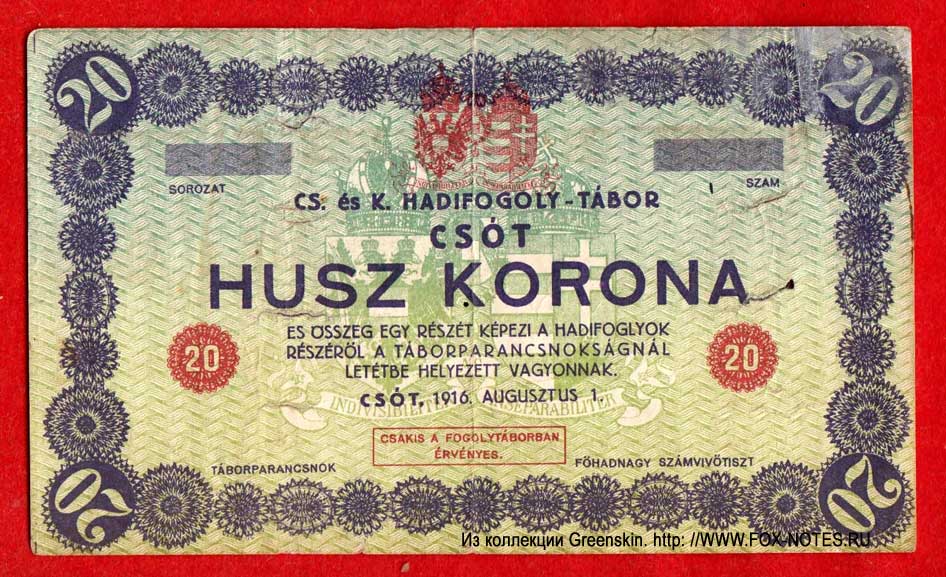 20 20
SOROZAT SZÁM
CS. és K. HADIFOGOLY-TÁBOR
CSÓT
HUSZ KORONA
ES ÖSSZEG EGY RÉSZÉT KÉPEZI A HADIFOGLYOK
20 RÉSZÉRŐL A TÁBORPARANCSNOKSÁGNÁL 20
LETÉTBE HELYEZETT VAGYONNAK.
CSÓT, 1916. AUGUSZTUS 1.
INDIVISIBILITER INSEPARABILITER
CSAKIS A FOGOLYTÁBORBAN
ÉRVÉNYES.
TÁBORPARANCSNOK FŐHADNAGY SZÁMVIVŐTISZT
20 20
Из коллекции Greenskin. http: //WWW.FOX-NOTES.RU